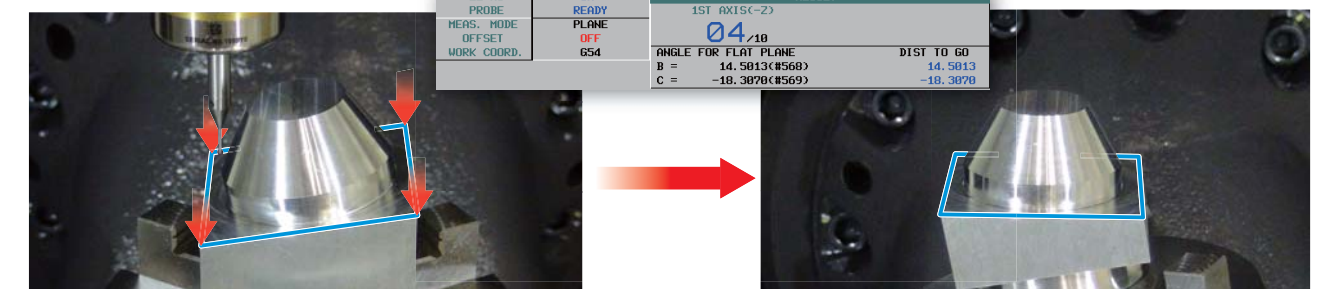 PROBE READY
MEAS. MODE PLANE
OFFSET OFF
WORK COORD. G54
1ST AXIS(-Z)
04/10
ANGLE FOR FLAT PLANE DIST TO GO
B = 14.5013(#568) 14.5013
C = -18.3070(#569) -18.3070